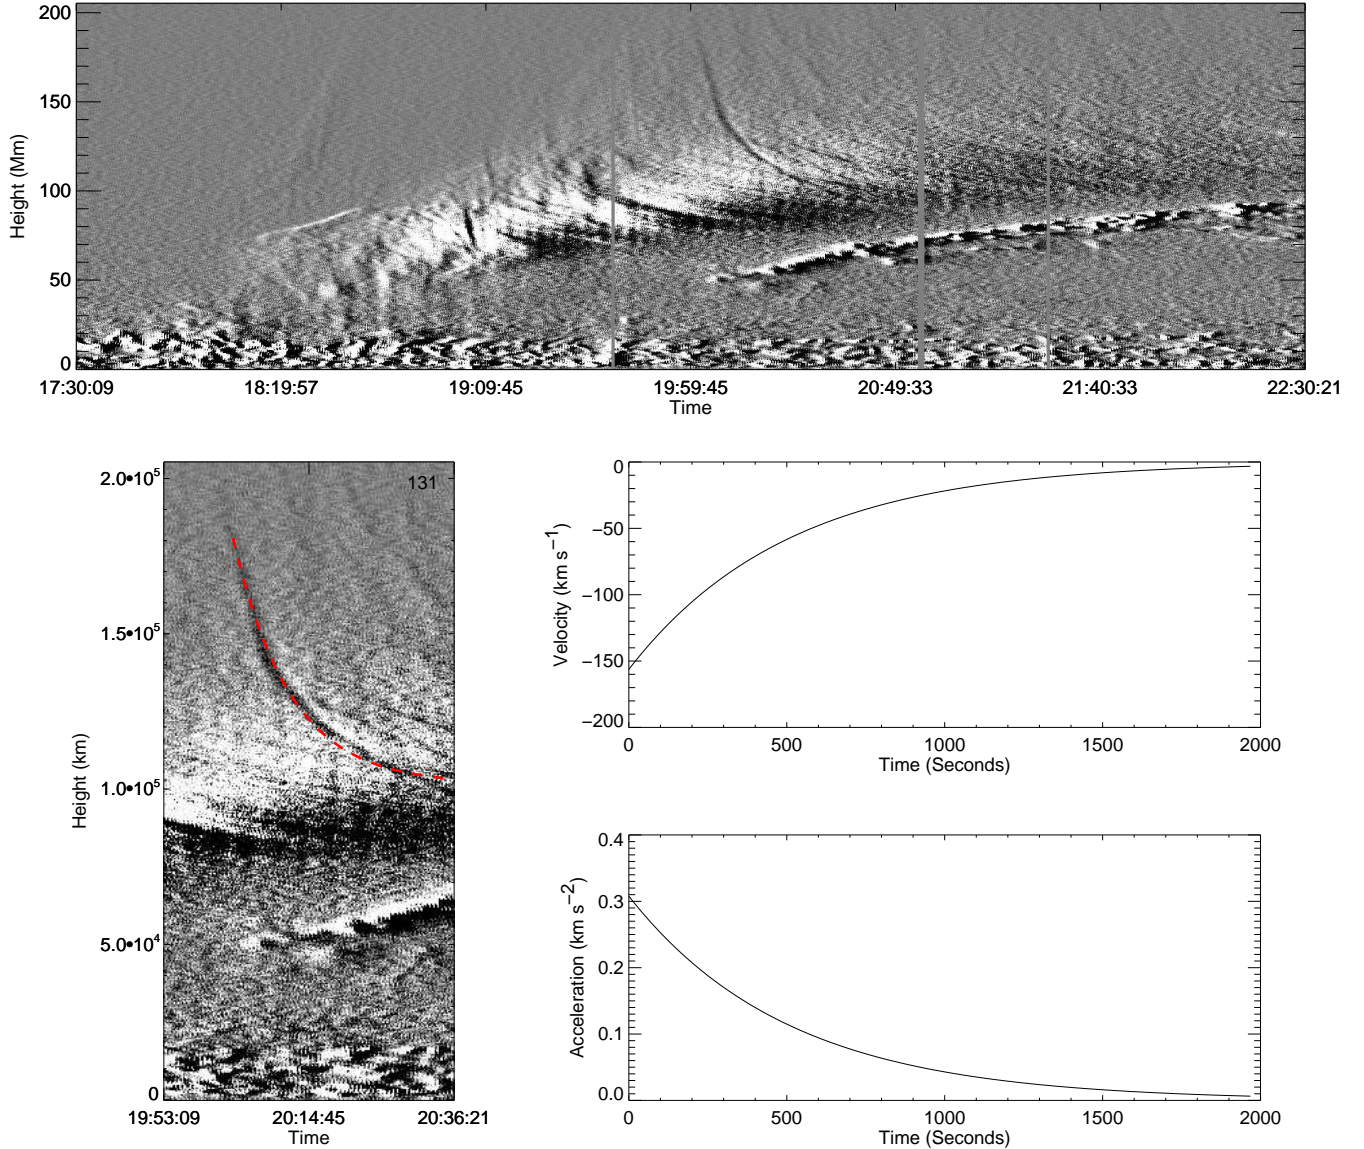 200
150
100
50
0
Height (Mm)
17:30:09 18:19:57 19:09:45 19:59:45 20:49:33 21:40:33 22:30:21
Time
131
2.0•10⁵
1.5•10⁵
1.0•10⁵
5.0•10⁴
0
Height (km)
19:53:09 20:14:45 20:36:21
Time
0
−50
−100
−150
−200
Velocity (km s⁻¹)
0 500 1000 1500 2000
Time (Seconds)
0.4
0.3
0.2
0.1
0.0
Acceleration (km s⁻²)
0 500 1000 1500 2000
Time (Seconds)